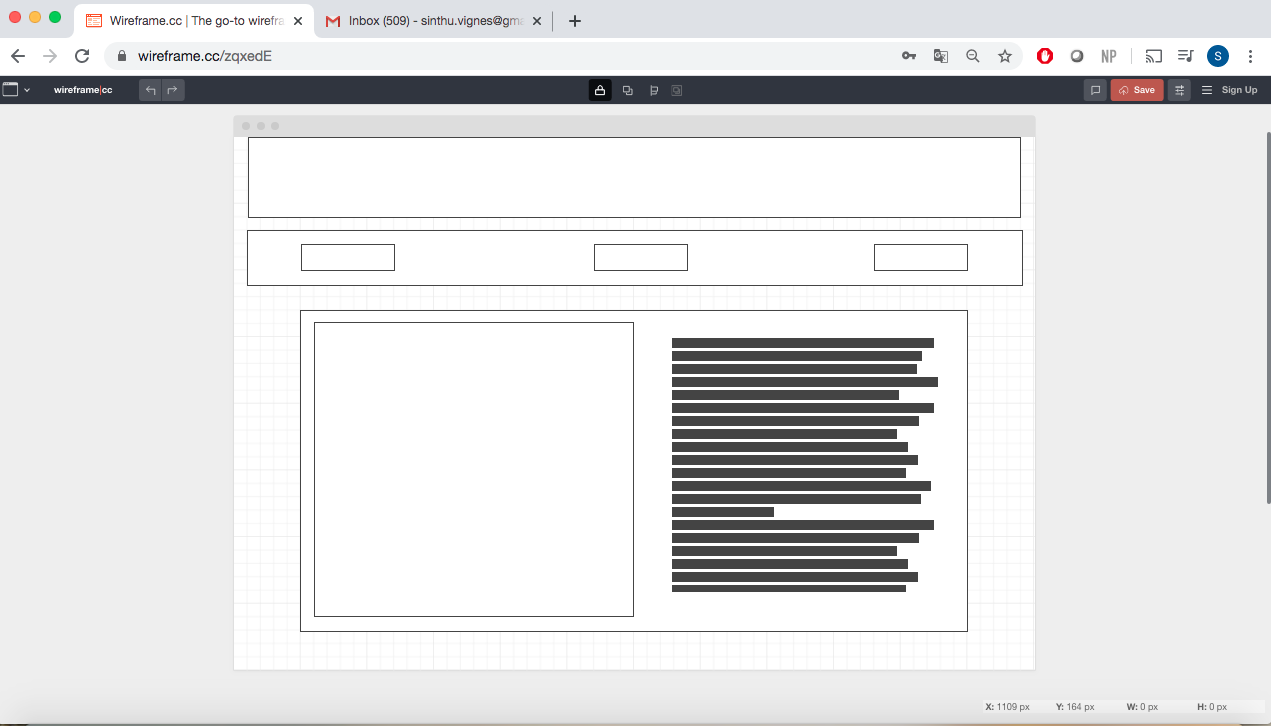 Wireframe.cc | The go-to wirefra
Inbox (509) - sinthu.vignes@gma
wireframe.cc/zqxedE
NP
S
wireframe|cc
Save
Sign Up
X: 1109 px Y: 164 px W: 0 px H: 0 px